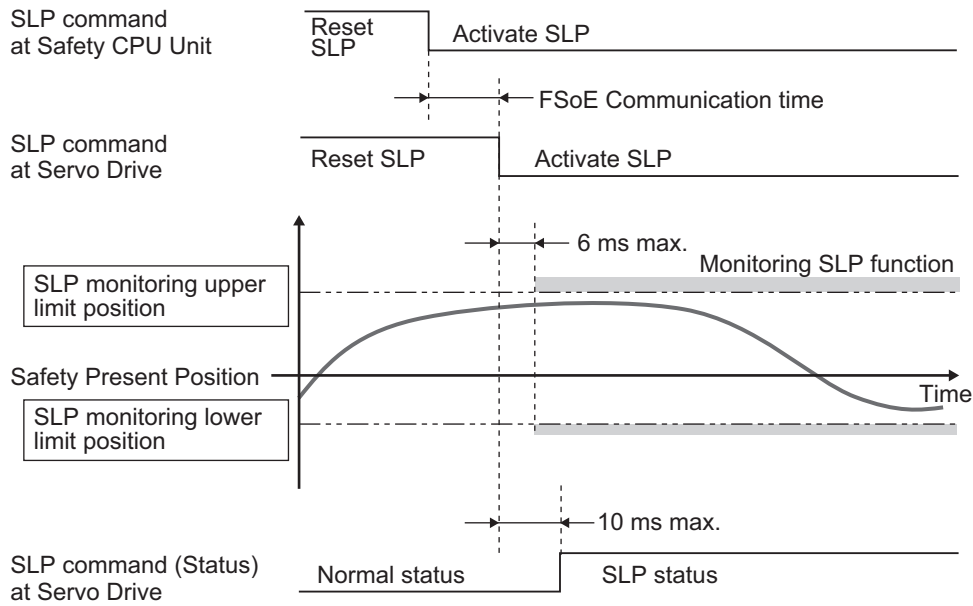 SLP command
at Safety CPU Unit
Reset
SLP
Activate SLP
FSoE Communication time
SLP command
at Servo Drive
Reset SLP
Activate SLP
6 ms max.
Monitoring SLP function
SLP monitoring upper
limit position
Safety Present Position
Time
SLP monitoring lower
limit position
10 ms max.
SLP command (Status)
at Servo Drive
Normal status
SLP status